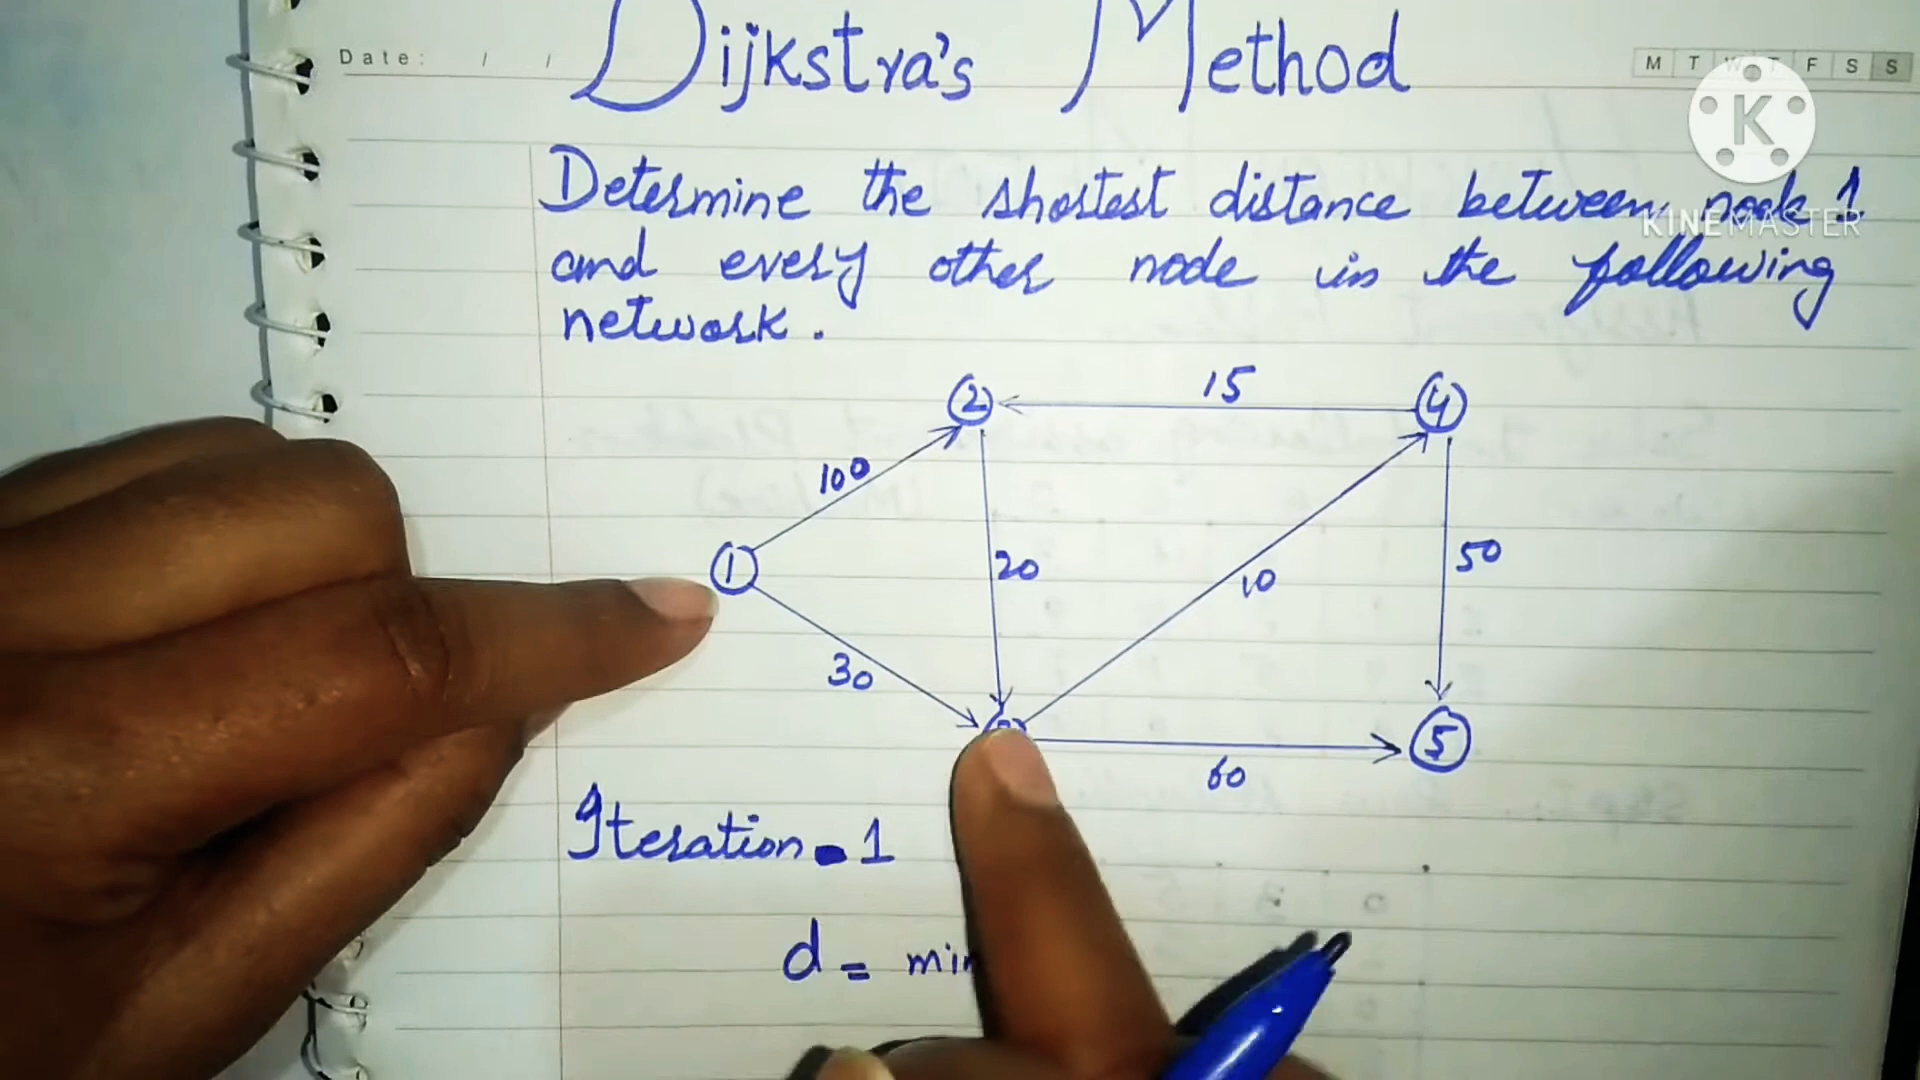 Date: / /
Dijkstra's Method
M T W T F S S
K
KINEMASTER
Determine the shortest distance between node 1
and every other node in the following
network.
15
2
4
100
1
20
10
50
30
5
60
Iteration - 1
d = min